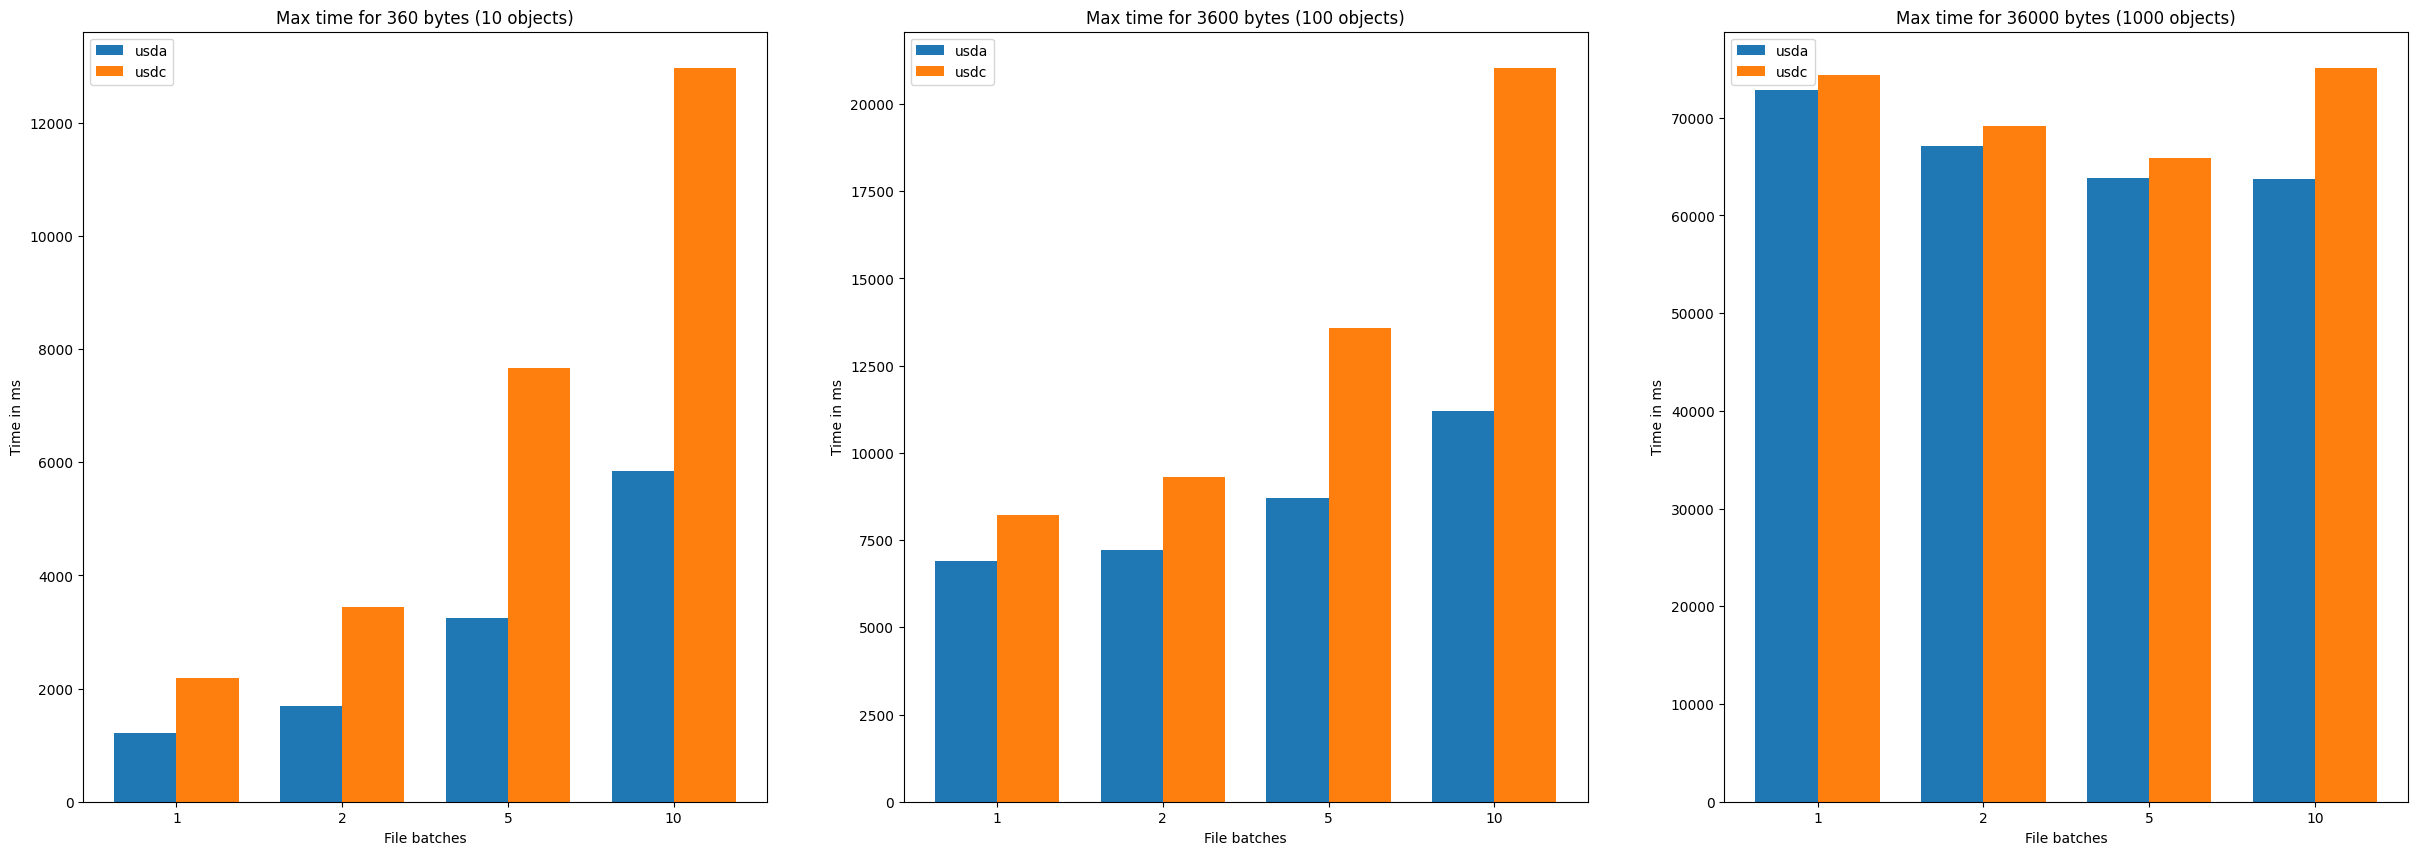 Max time for 360 bytes (10 objects)
usda
usdc
12000
10000
8000
6000
4000
2000
0
Time in ms
1 2 5 10
File batches
Max time for 3600 bytes (100 objects)
usda
usdc
20000
17500
15000
12500
10000
7500
5000
2500
0
Time in ms
1 2 5 10
File batches
Max time for 36000 bytes (1000 objects)
usda
usdc
70000
60000
50000
40000
30000
20000
10000
0
Time in ms
1 2 5 10
File batches